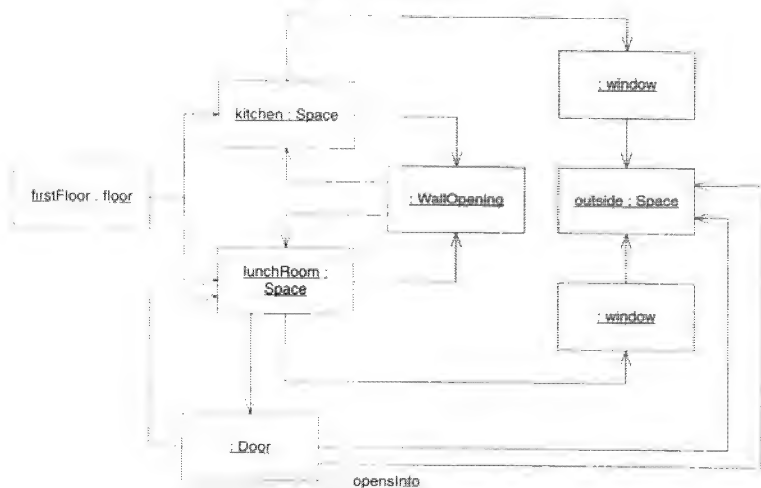 : window
kitchen : Space
firstFloor : floor
: WallOpening
outside : Space
lunchRoom :
Space
: window
: Door
opensInto